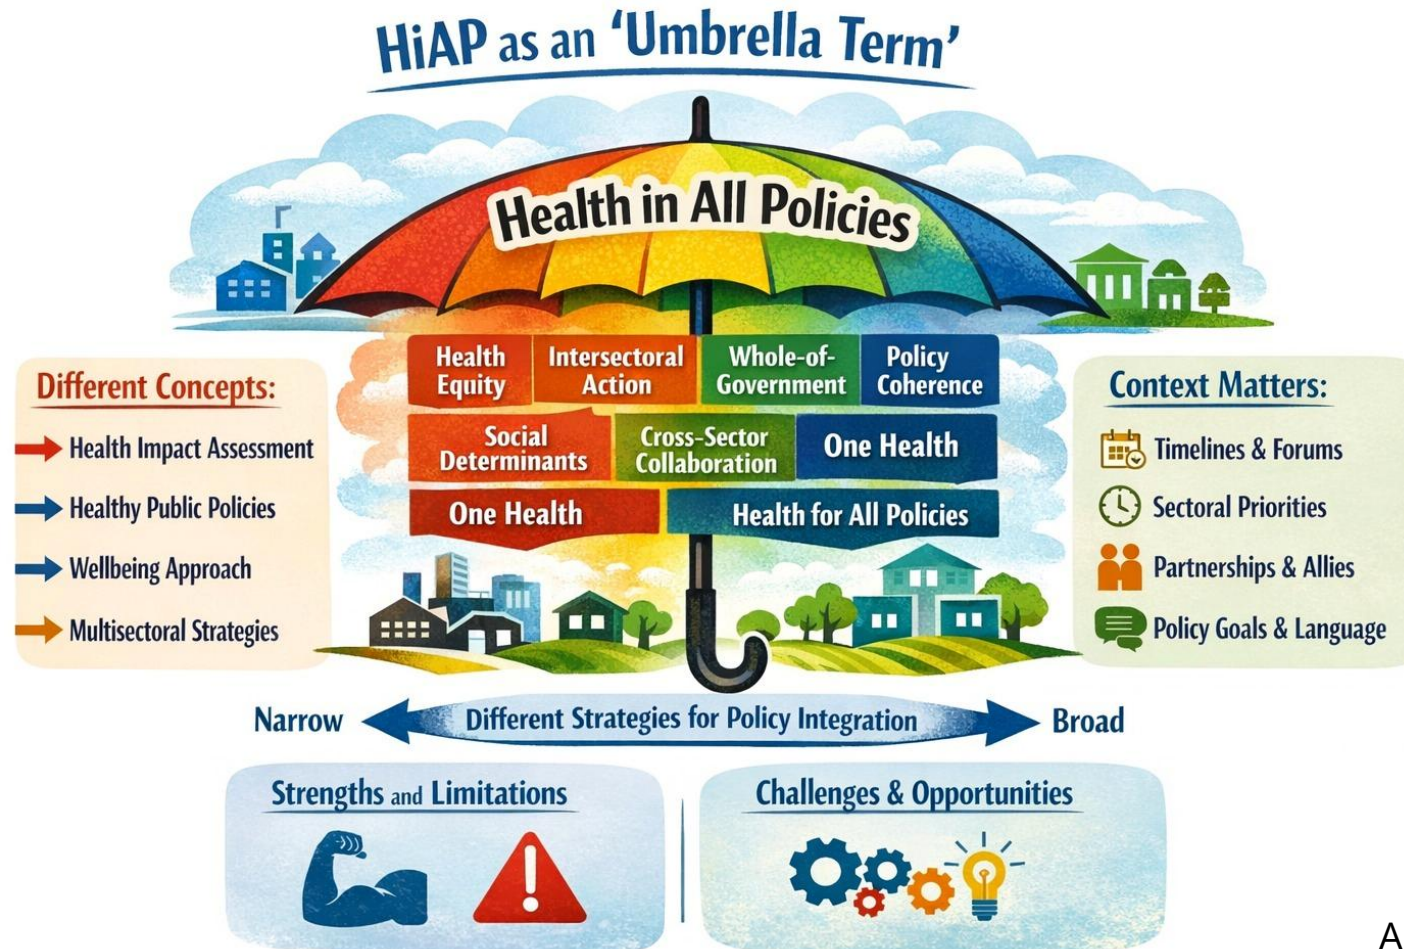 HiAP as an ‘Umbrella Term’
Health in All Policies
Health
Equity
Intersectoral
Action
Whole-of-
Government
Policy
Coherence
Social
Determinants
Cross-Sector
Collaboration
One Health
One Health
Health for All Policies
Different Concepts:
Health Impact Assessment
Healthy Public Policies
Wellbeing Approach
Multisectoral Strategies
Context Matters:
Timelines & Forums
Sectoral Priorities
Partnerships & Allies
Policy Goals & Language
Narrow
Different Strategies for Policy Integration
Broad
Strengths and Limitations
Challenges & Opportunities
A